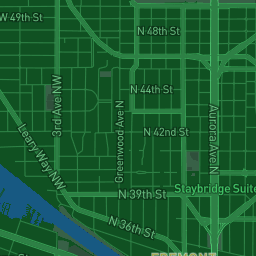 W 49th St
N 48th St
N 44th St
3rd Ave NW
Greenwood Ave N
Aurora Ave N
N 42nd St
Leary Way NW
Staybridge Suite
N 39th St
N 36th St
FREMONT